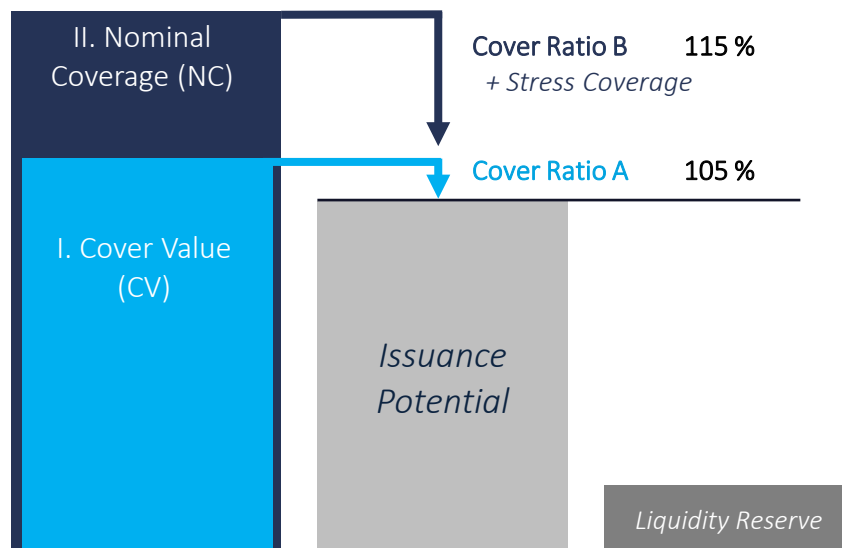 II. Nominal
Coverage (NC)
Cover Ratio B 115 %
+ Stress Coverage
Cover Ratio A 105 %
I. Cover Value
(CV)
Issuance
Potential
Liquidity Reserve